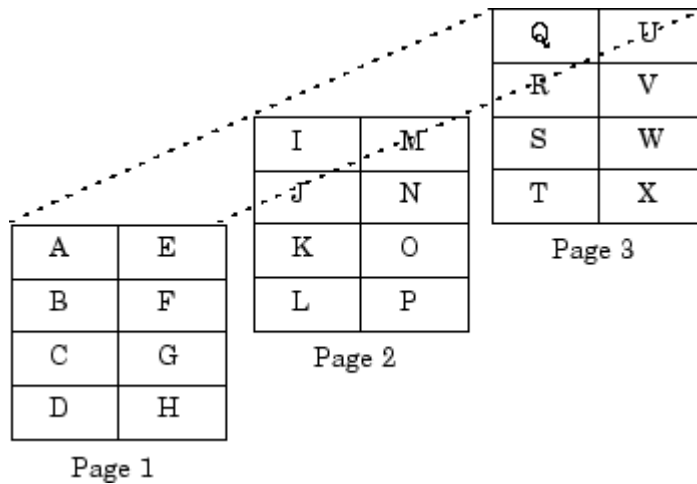 A E
B F
C G
D H
Page 1
I M
J N
K O
L P
Page 2
Q U
R V
S W
T X
Page 3